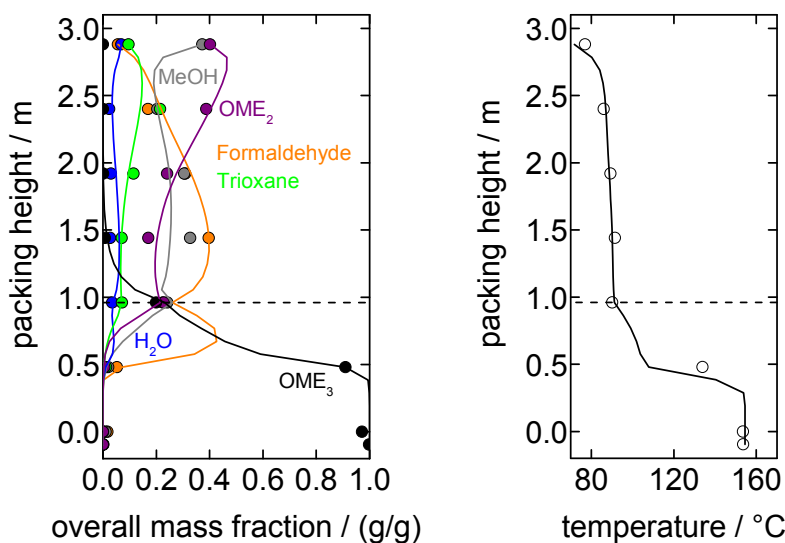 3.0
2.5
2.0
1.5
1.0
0.5
0.0
packing height / m
0.0 0.2 0.4 0.6 0.8 1.0
overall mass fraction / (g/g)
MeOH
OME₂
Formaldehyde
Trioxane
H₂O
OME₃
3.0
2.5
2.0
1.5
1.0
0.5
0.0
packing height / m
80 120 160
temperature / °C